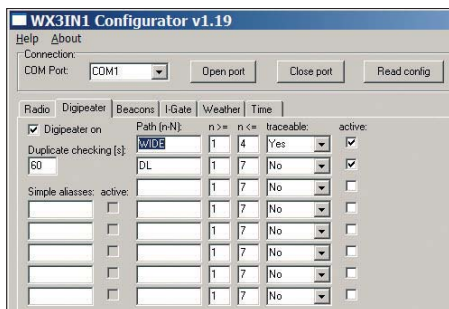 WX3IN1 Configurator v1.19
Help About
Connection:
COM Port: COM1 Open port Close port Read config
Radio Digipeater Beacons I-Gate Weather Time
Digipeater on Path (n-N): n >= n <= traceable: active:
WIDE 1 4 Yes
Duplicate checking [s]:
60 DL 1 7 No
1 7 No
Simple aliasses: active:
1 7 No
1 7 No
1 7 No
1 7 No
1 7 No